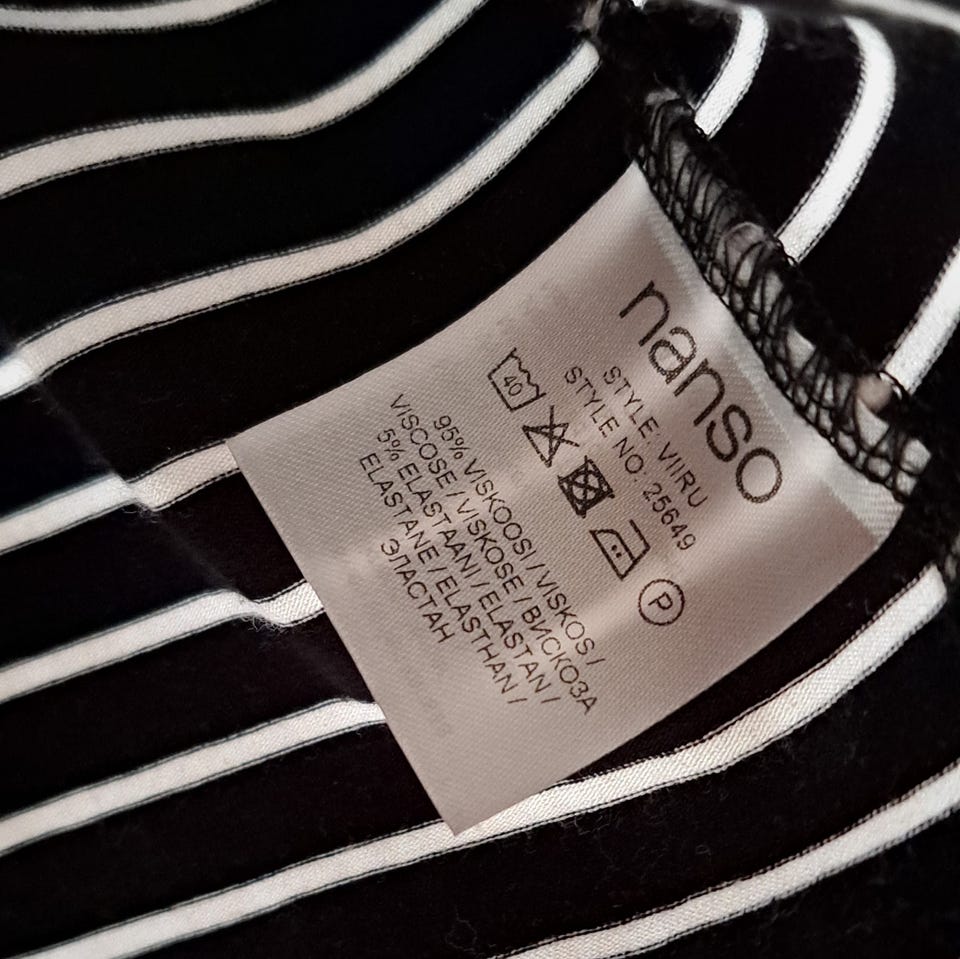 nanso
STYLE: VIIRU
STYLE NO: 25649
40
P
95% VISKOOSI / VISKOS /
VISCOSE / VISKOSE / ВИСКОЗА
5% ELASTAANI / ELASTAN /
ELASTANE / ELASTHAN /
ЭЛАСТАН